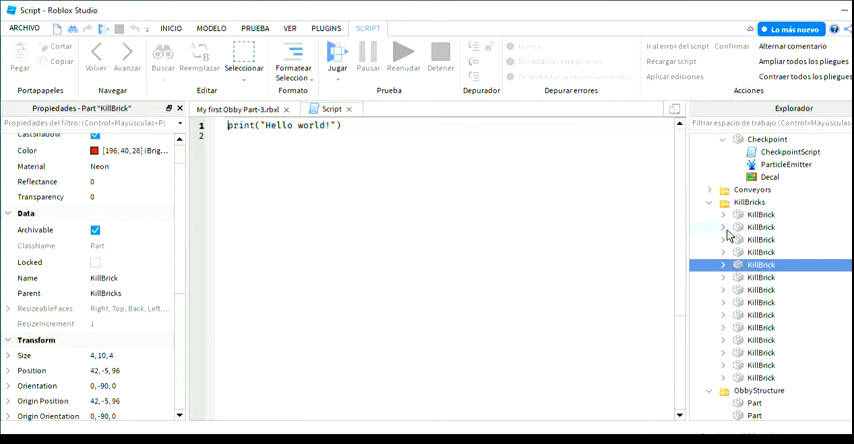 Script - Roblox Studio
ARCHIVO INICIO MODELO PRUEBA VER PLUGINS SCRIPT Lo más nuevo
Pegar Cortar Copiar
Volver Avanzar
Buscar Reemplazar Seleccionar
Formatear Selección
Jugar Pausar Reanudar Detener
Ir al error del script Confirmar
Recargar script
Aplicar ediciones
Alternar comentario
Ampliar todos los pliegues
Contraer todos los pliegues
Portapapeles Navegar Editar Formato Prueba Depurador Depurar errores Acciones
Propiedades - Part "KillBrick"
Propiedades del filtro: (Control+Mayúsculas+P)
CastShadow
Color [196, 40, 28] (Brig...
Material Neon
Reflectance 0
Transparency 0
Data
Archivable
ClassName Part
Locked
Name KillBrick
Parent KillBricks
ResizeableFaces Right, Top, Back, Left,...
ResizeIncrement 1
Transform
Size 4, 10, 4
Position 42, -5, 96
Orientation 0, -90, 0
Origin Position 42, -5, 96
Origin Orientation 0, -90, 0
My first Obby Part-3.rbxl Script
1 print("Hello world!")
2
Explorador
Filtrar espacio de trabajo (Control+Mayúsculas+
Checkpoint
CheckpointScript
ParticleEmitter
Decal
Conveyors
KillBricks
KillBrick
KillBrick
KillBrick
KillBrick
KillBrick
KillBrick
KillBrick
KillBrick
KillBrick
KillBrick
KillBrick
KillBrick
KillBrick
KillBrick
ObbyStructure
Part
Part